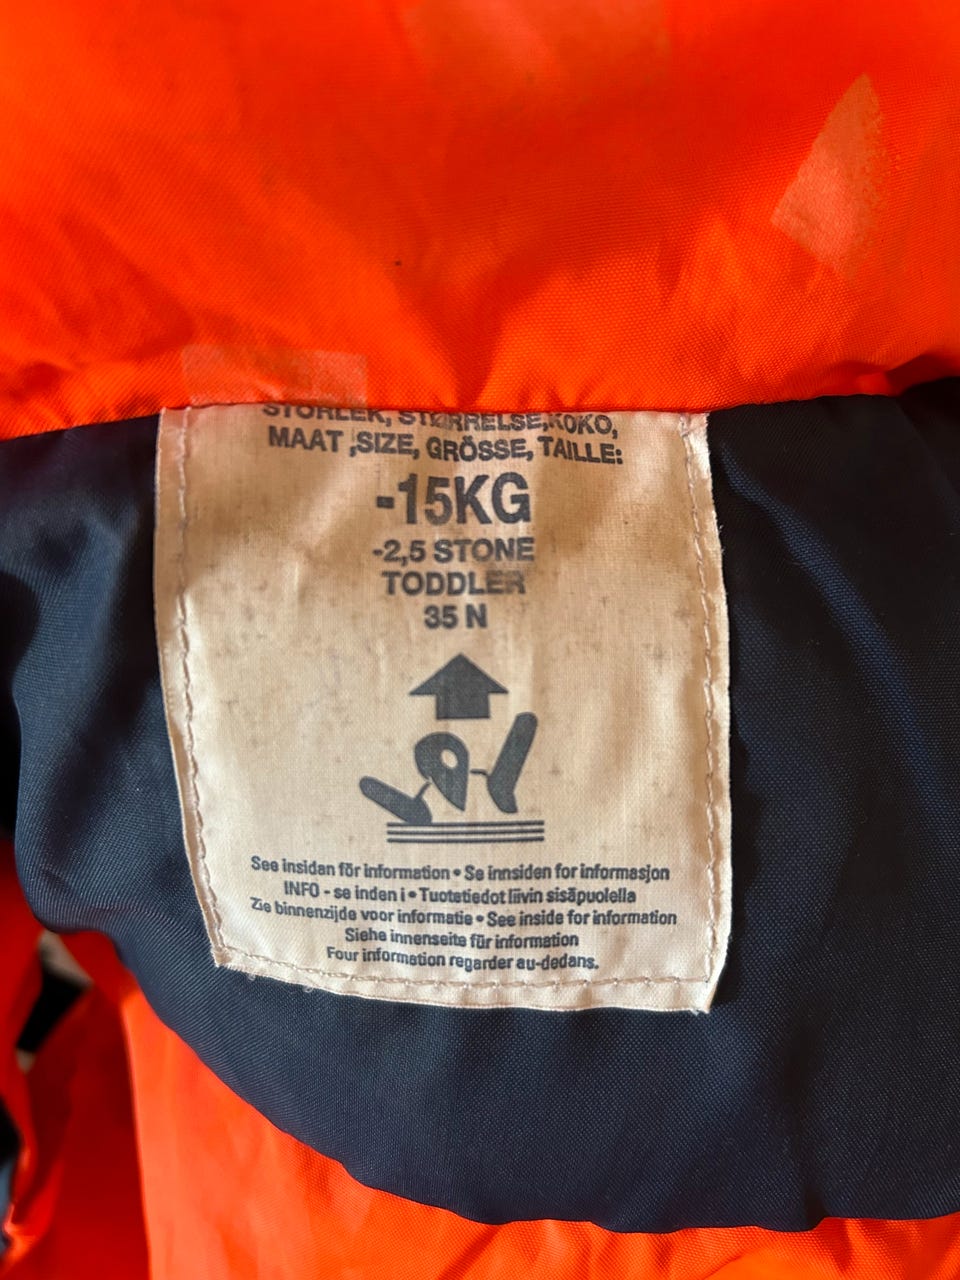 STORLEK, STØRRELSE,KOKO,
MAAT ,SIZE, GRÖSSE, TAILLE:
-15KG
-2,5 STONE
TODDLER
35 N
See insidan för information • Se innsiden for informasjon
INFO - se inden i • Tuotetiedot liivin sisäpuolella
Zie binnenzijde voor informatie • See inside for information
Siehe innenseite für information
Four information regarder au-dedans.